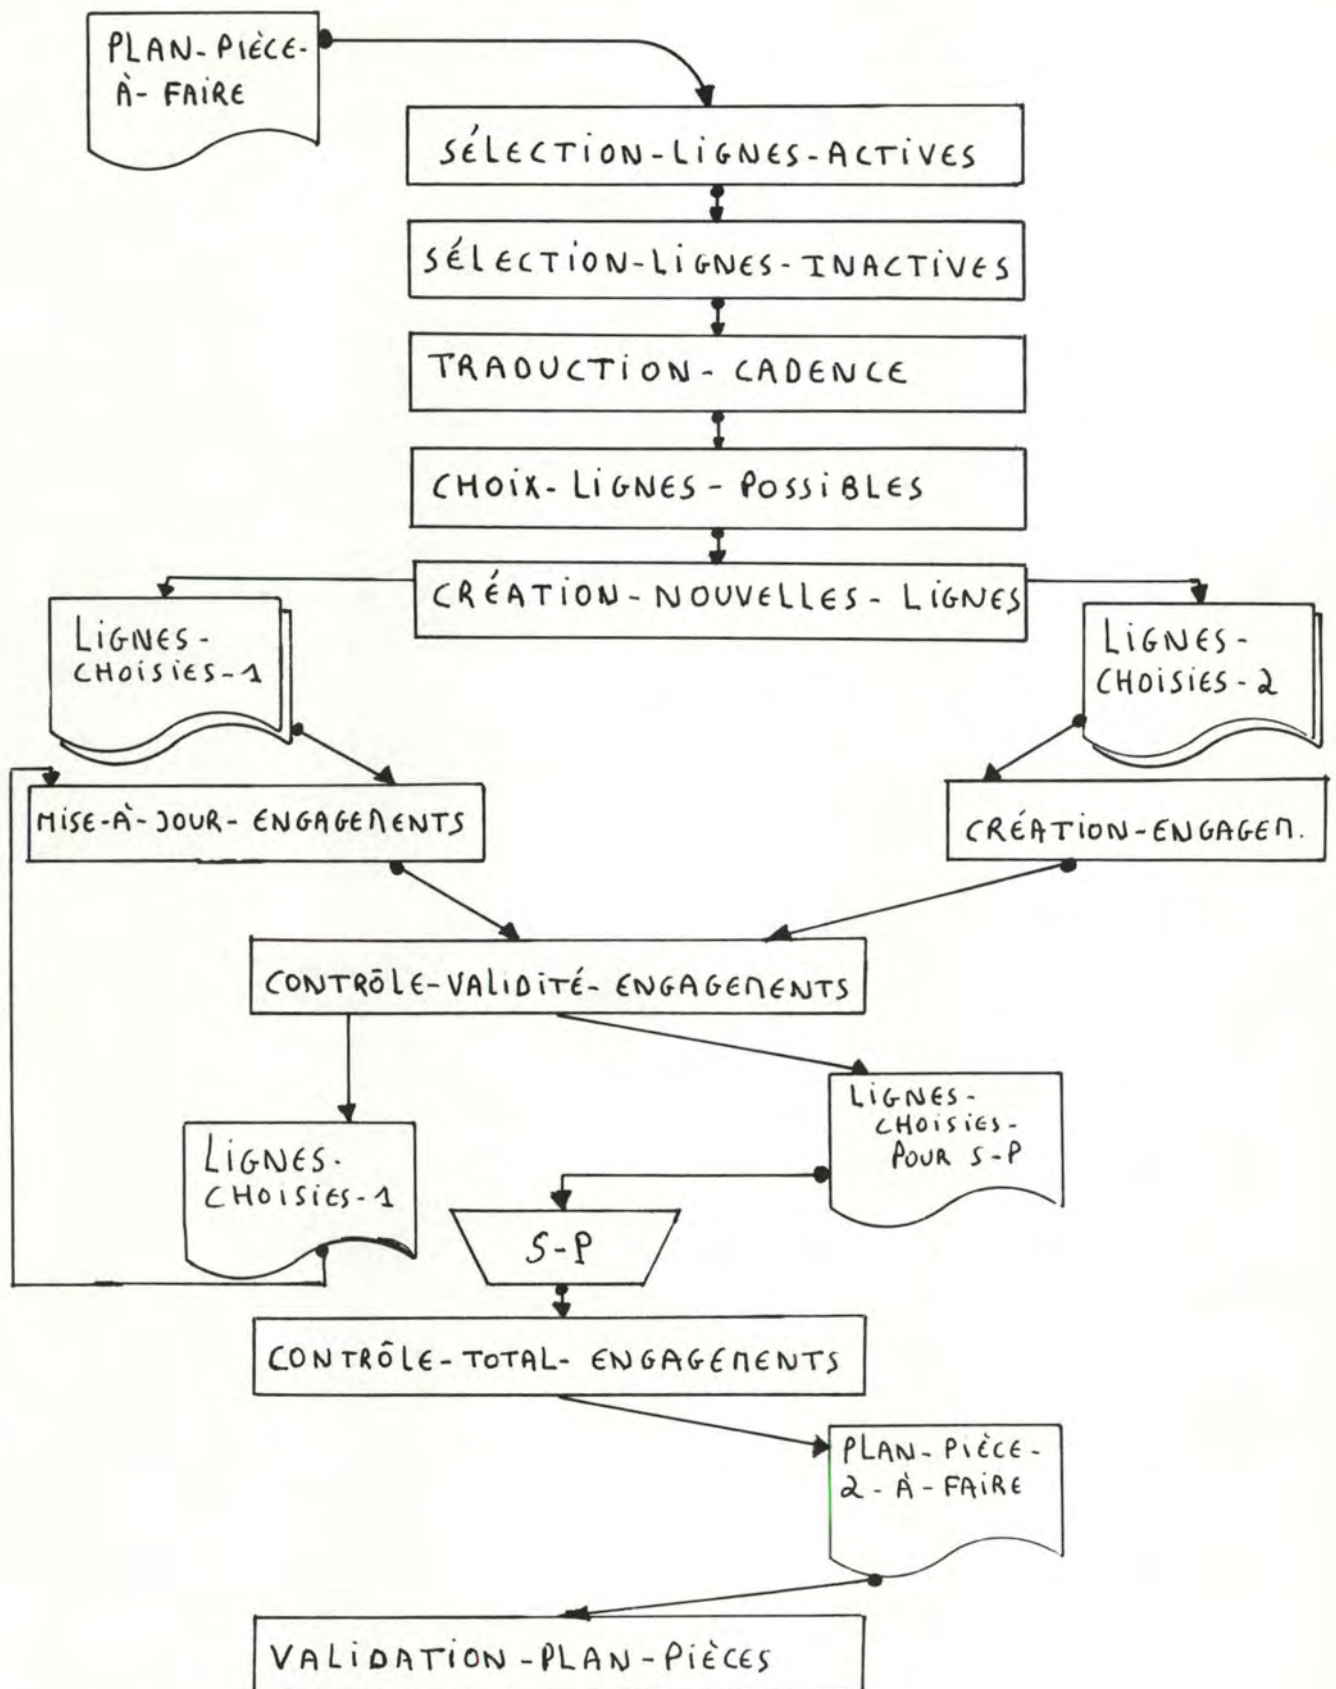 PLAN-PIÈCE-
À-FAIRE
SÉLECTION-LIGNES-ACTIVES
SÉLECTION-LIGNES-INACTIVES
TRADUCTION-CADENCE
CHOIX-LIGNES-POSSIBLES
CRÉATION-NOUVELLES-LIGNES
LIGNES-
CHOISIES-1
LIGNES-
CHOISIES-2
MISE-À-JOUR-ENGAGEMENTS
CRÉATION-ENGAGEM.
CONTRÔLE-VALIDITÉ-ENGAGEMENTS
LIGNES-
CHOISIES-
POUR S-P
LIGNES-
CHOISIES-1
S-P
CONTRÔLE-TOTAL-ENGAGEMENTS
PLAN-PIÈCE-
2-À-FAIRE
VALIDATION-PLAN-PIÈCES